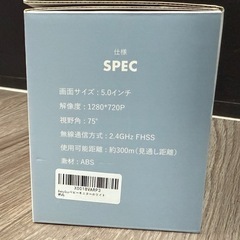 仕様
SPEC
画面サイズ：5.0インチ
解像度：1280*720P
視野角：75°
無線通信方式：2.4GHz FHSS
使用可能距離：約300m（見通し距離）
素材：ABS